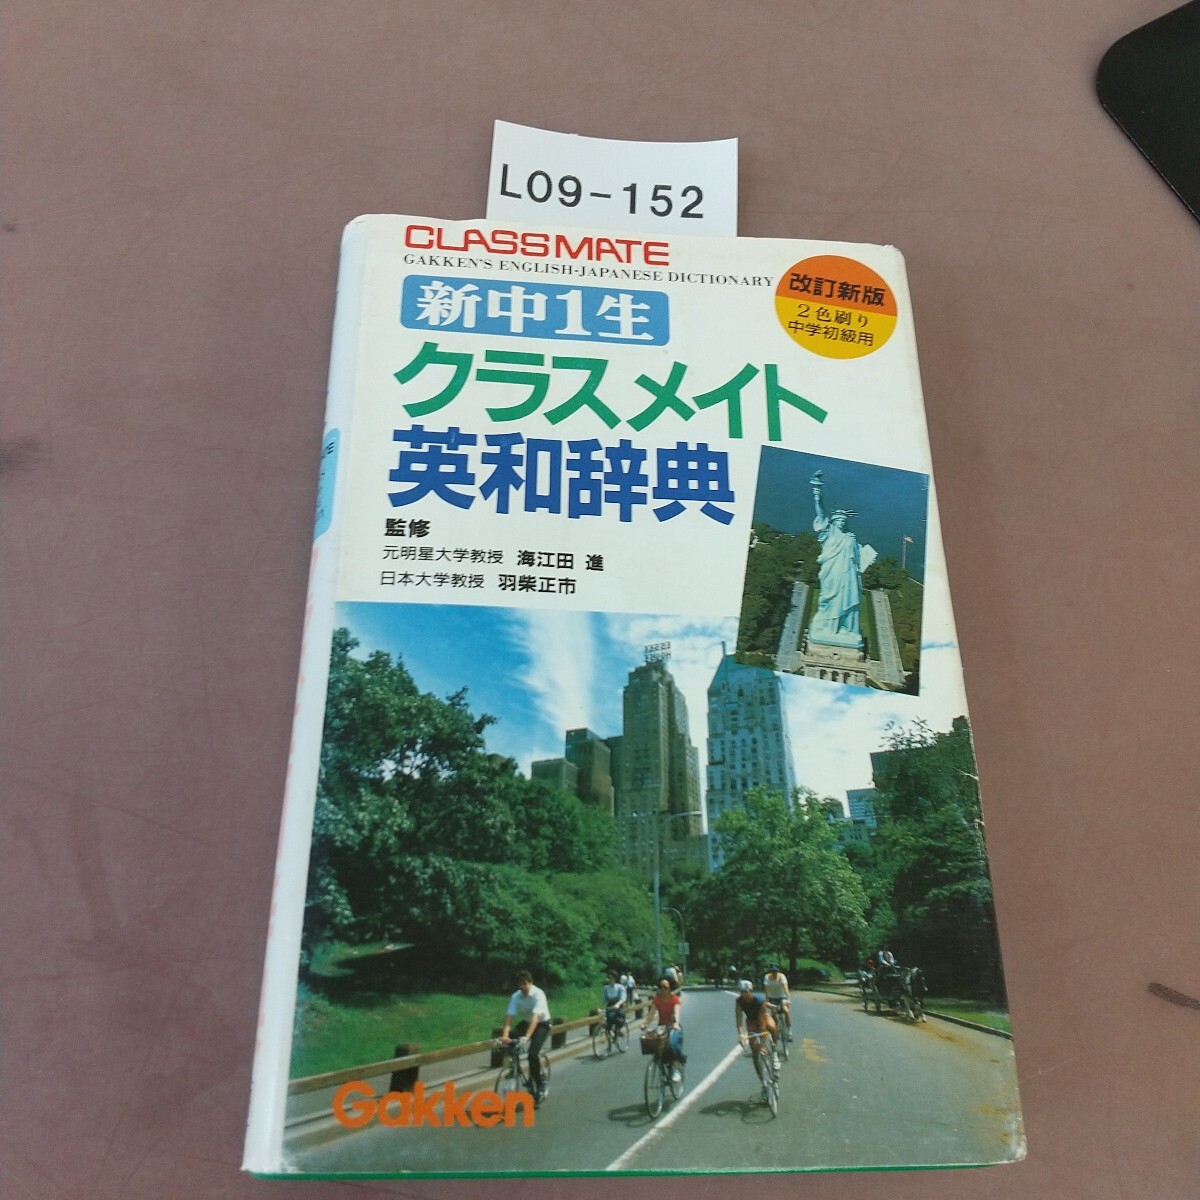 L09-152
CLASSMATE
GAKKEN'S ENGLISH-JAPANESE DICTIONARY
改訂新版
2色刷り
中学初級用
新中1生
クラスメイト
英和辞典
監修
元明星大学教授 海江田 進
日本大学教授 羽柴正市
Gakken